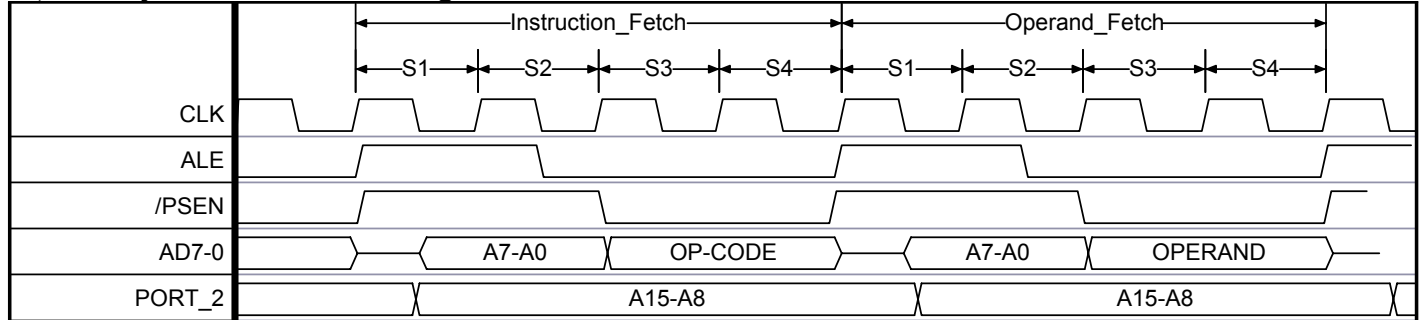 Instruction_Fetch Operand_Fetch
S1 S2 S3 S4 S1 S2 S3 S4
CLK
ALE
/PSEN
AD7-0 A7-A0 OP-CODE A7-A0 OPERAND
PORT_2 A15-A8 A15-A8